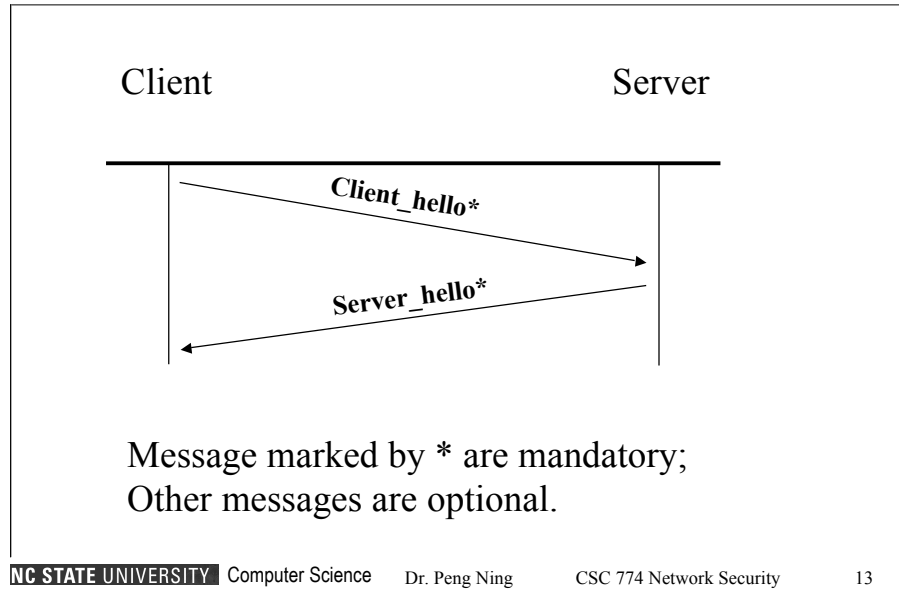 Client Server
Client_hello*
Server_hello*
Message marked by * are mandatory;
Other messages are optional.
NC STATE UNIVERSITY Computer Science Dr. Peng Ning CSC 774 Network Security 13